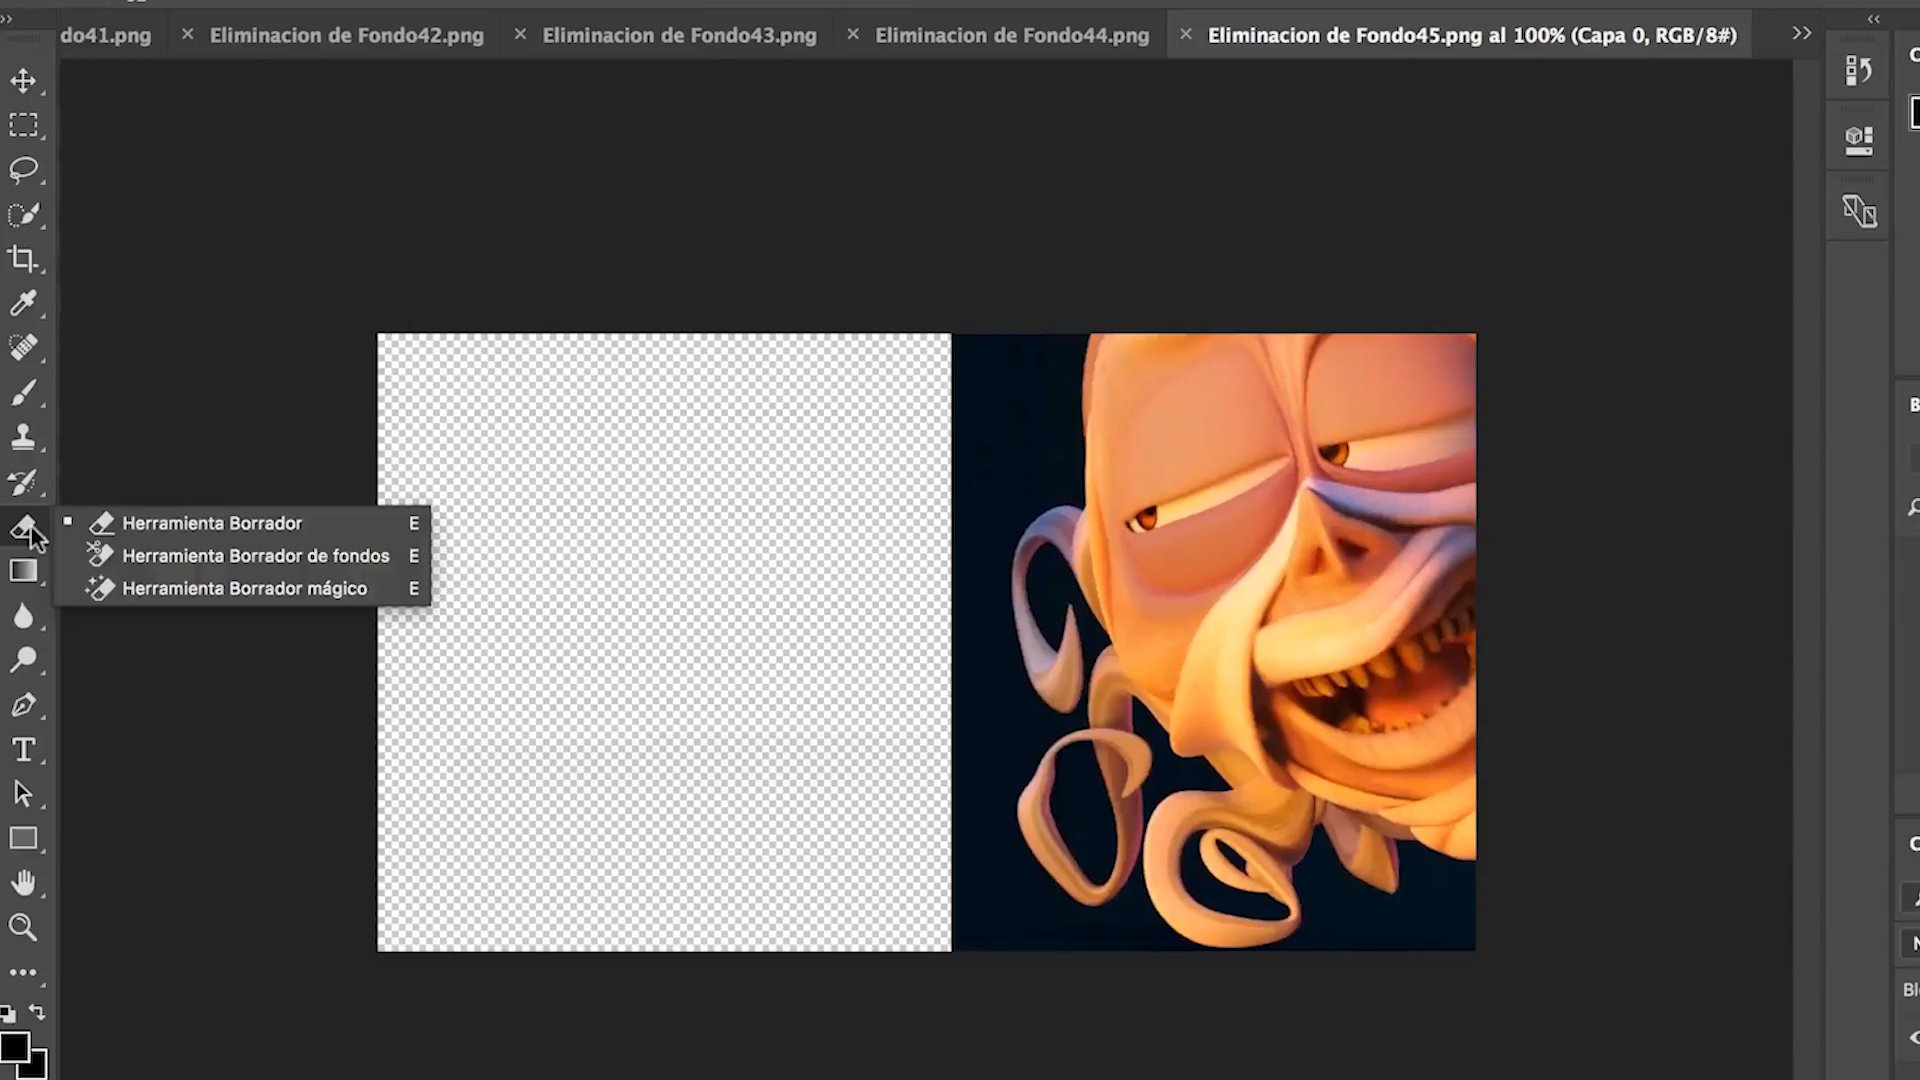 do41.png
Eliminacion de Fondo42.png
Eliminacion de Fondo43.png
Eliminacion de Fondo44.png
Eliminacion de Fondo45.png al 100% (Capa 0, RGB/8#)
Herramienta Borrador E
Herramienta Borrador de fondos E
Herramienta Borrador mágico E